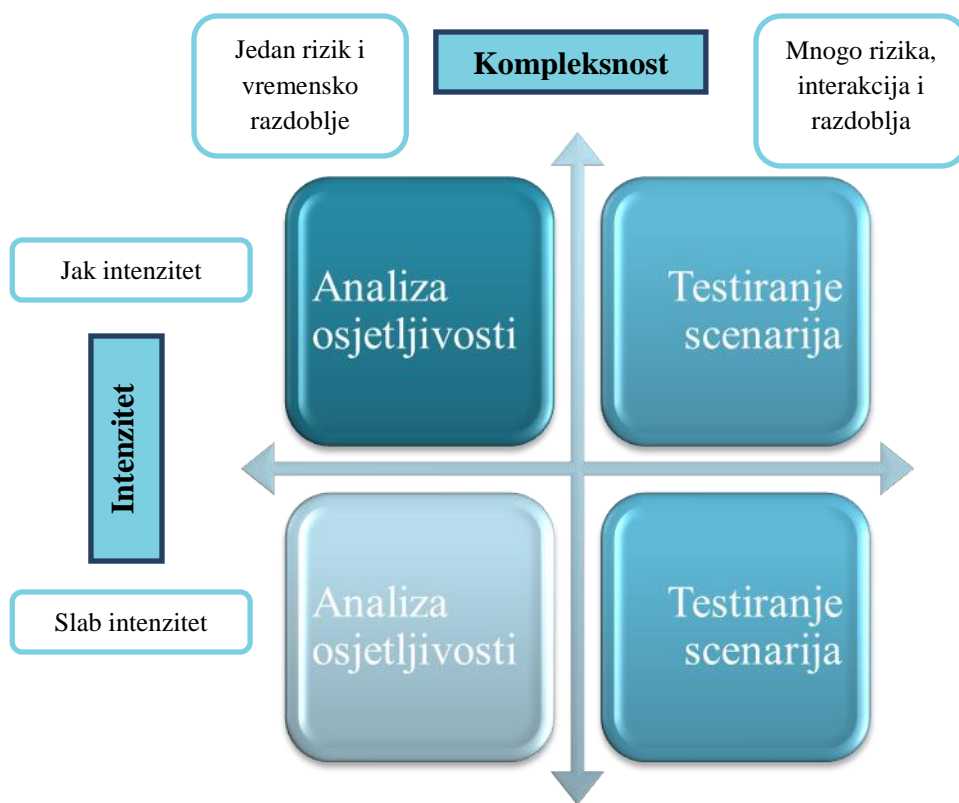 Jedan rizik i
vremensko
razdoblje
Kompleksnost
Mnogo rizika,
interakcija i
razdoblja
Jak intenzitet
Analiza
osjetljivosti
Testiranje
scenarija
Intenzitet
Slab intenzitet
Analiza
osjetljivosti
Testiranje
scenarija